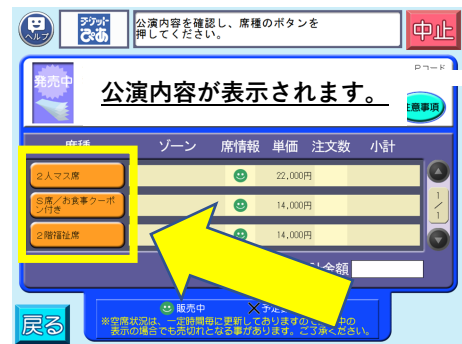 ヘルプ
チケット
ぴあ
公演内容を確認し、席種のボタンを
押してください。
中止
発売中
Pコード
公演内容が表示されます。
注意事項
席種 ゾーン 席情報 単価 注文数 小計
2人マス席 22,000円
S席/お食事クーポ
ン付き 14,000円
2階福祉席 14,000円
1/1
金額
販売中
戻る
※空席状況は、一定時間毎に更新しておりますので
表示の場合でも売切れとなる事があります。ご了承ください。